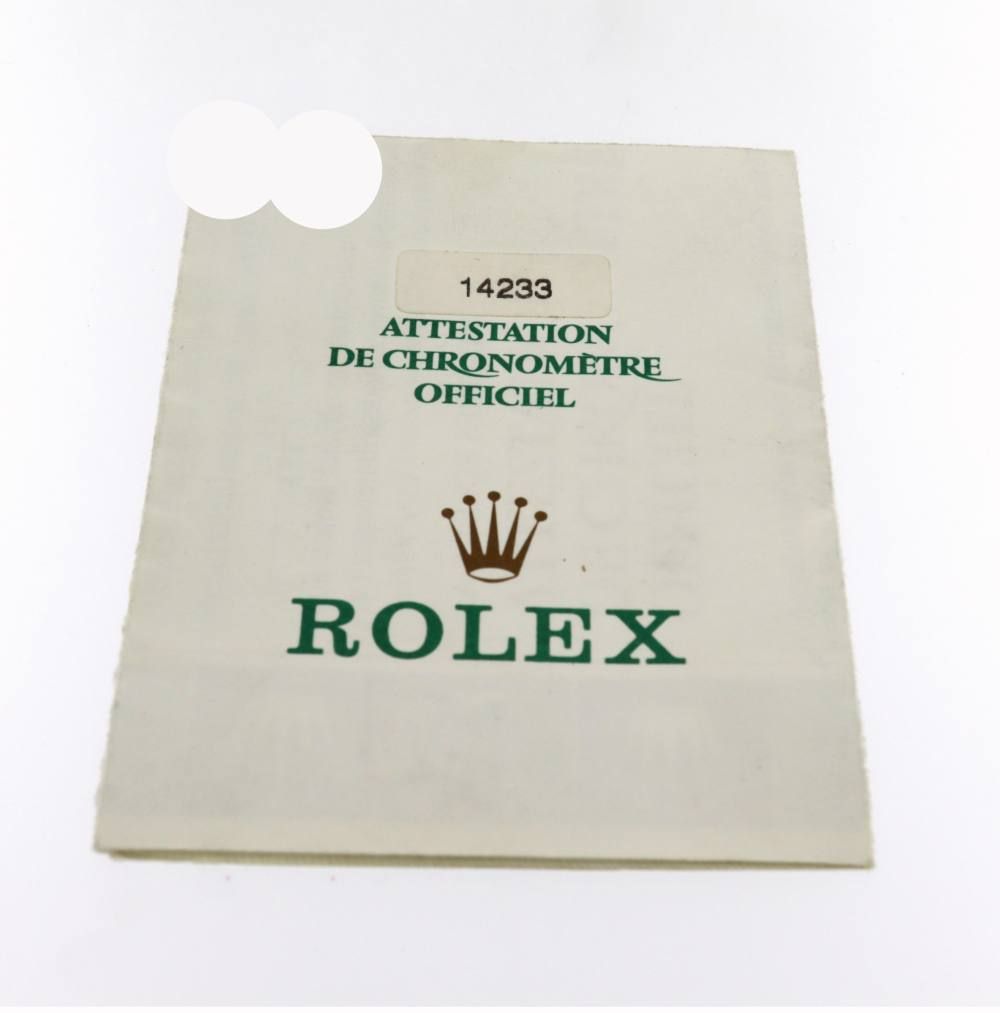 14233
ATTESTATION
DE CHRONOMÈTRE
OFFICIEL
ROLEX